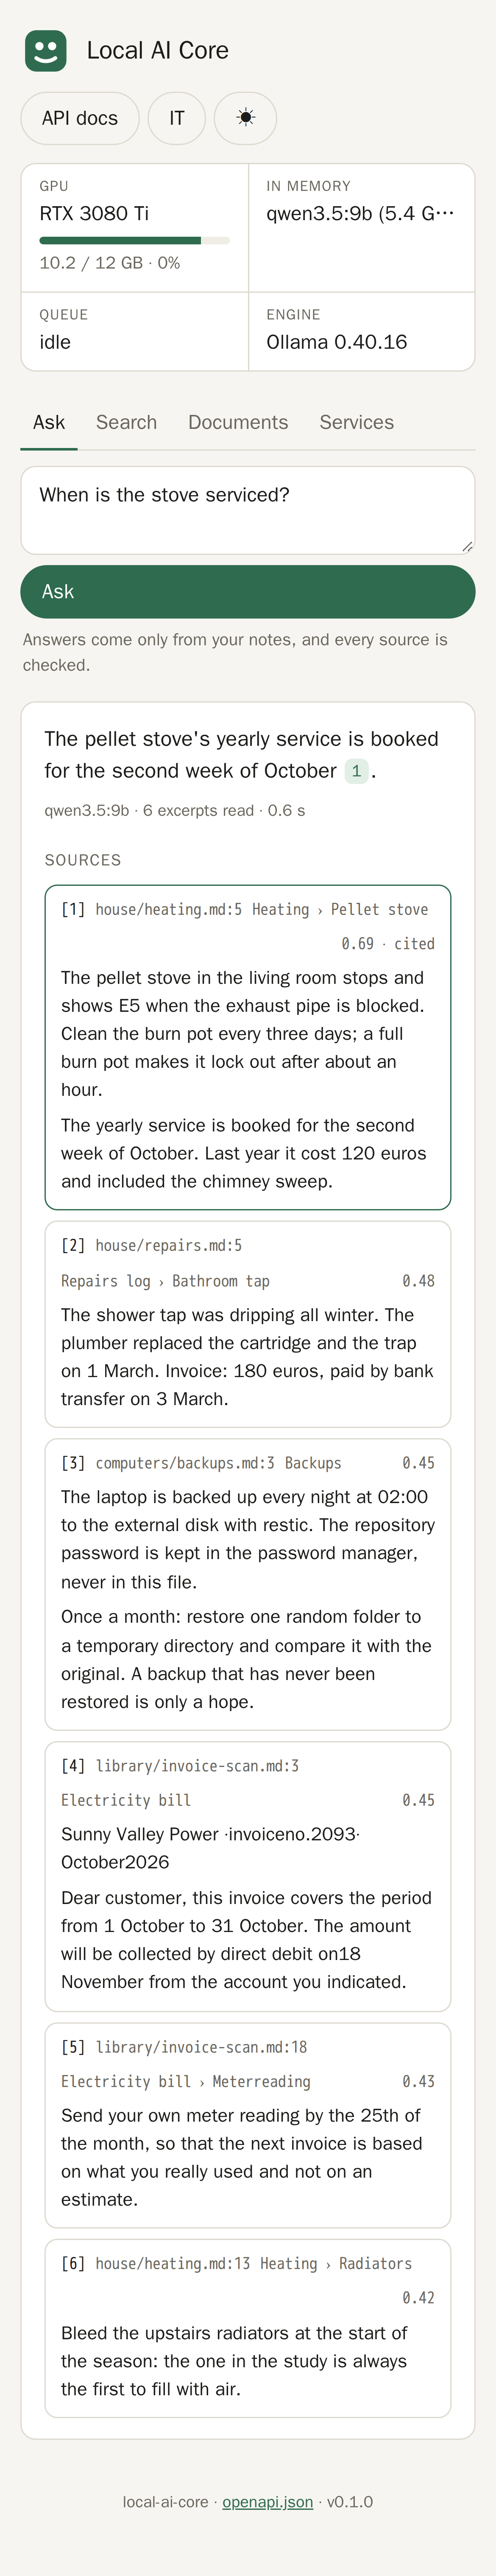 Local AI Core
API docs
IT
GPU
RTX 3080 Ti
10.2 / 12 GB · 0%
IN MEMORY
qwen3.5:9b (5.4 G···
QUEUE
idle
ENGINE
Ollama 0.40.16
Ask Search Documents Services
When is the stove serviced?
Ask
Answers come only from your notes, and every source is
checked.
The pellet stove's yearly service is booked
for the second week of October 1 .
qwen3.5:9b · 6 excerpts read · 0.6 s
SOURCES
[1] house/heating.md:5 Heating › Pellet stove
0.69 · cited
The pellet stove in the living room stops and
shows E5 when the exhaust pipe is blocked.
Clean the burn pot every three days; a full
burn pot makes it lock out after about an
hour.
The yearly service is booked for the second
week of October. Last year it cost 120 euros
and included the chimney sweep.
[2] house/repairs.md:5
Repairs log › Bathroom tap 0.48
The shower tap was dripping all winter. The
plumber replaced the cartridge and the trap
on 1 March. Invoice: 180 euros, paid by bank
transfer on 3 March.
[3] computers/backups.md:3 Backups 0.45
The laptop is backed up every night at 02:00
to the external disk with restic. The repository
password is kept in the password manager,
never in this file.
Once a month: restore one random folder to
a temporary directory and compare it with the
original. A backup that has never been
restored is only a hope.
[4] library/invoice-scan.md:3
Electricity bill 0.45
Sunny Valley Power ·invoiceno.2093·
October2026
Dear customer, this invoice covers the period
from 1 October to 31 October. The amount
will be collected by direct debit on18
November from the account you indicated.
[5] library/invoice-scan.md:18
Electricity bill › Meterreading 0.43
Send your own meter reading by the 25th of
the month, so that the next invoice is based
on what you really used and not on an
estimate.
[6] house/heating.md:13 Heating › Radiators
0.42
Bleed the upstairs radiators at the start of
the season: the one in the study is always
the first to fill with air.
local-ai-core · openapi.json · v0.1.0